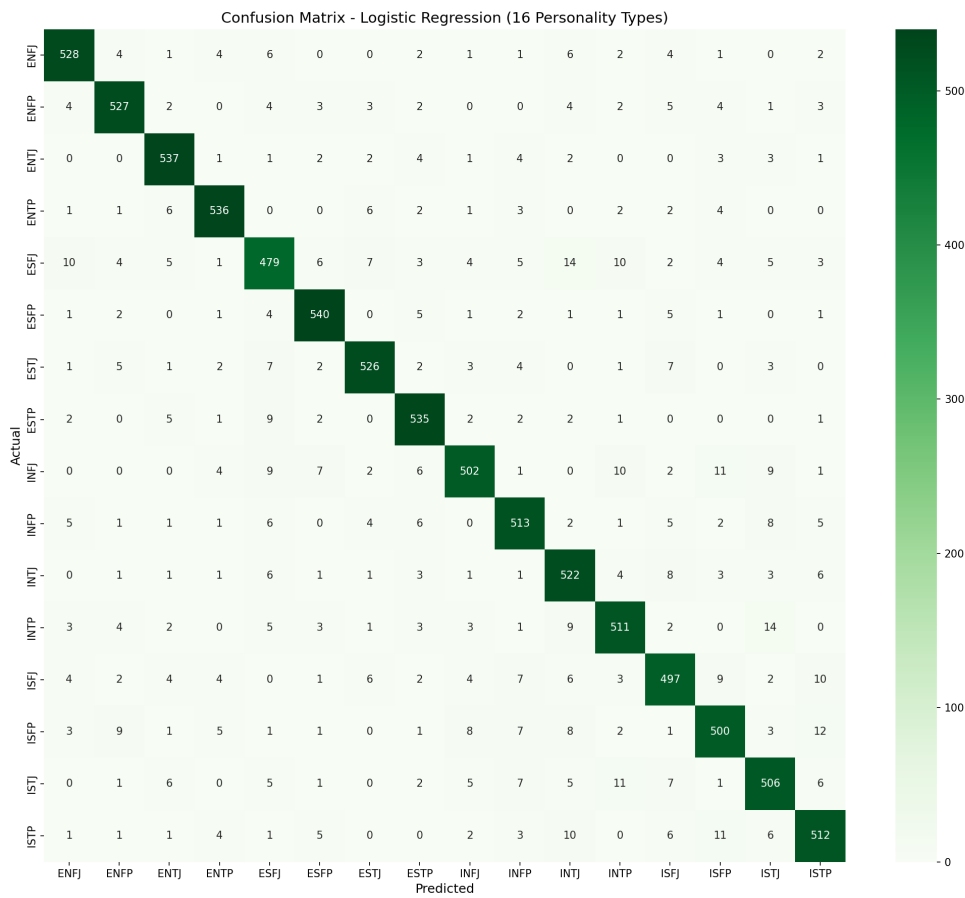 Confusion Matrix - Logistic Regression (16 Personality Types)
ENFJ 528 4 1 4 6 0 0 2 1 1 6 2 4 1 0 2
ENFP 4 527 2 0 4 3 3 2 0 0 4 2 5 4 1 3
ENTJ 0 0 537 1 1 2 2 4 1 4 2 0 0 3 3 1
ENTP 1 1 6 536 0 0 6 2 1 3 0 2 2 4 0 0
ESFJ 10 4 5 1 479 6 7 3 4 5 14 10 2 4 5 3
ESFP 1 2 0 1 4 540 0 5 1 2 1 1 5 1 0 1
ESTJ 1 5 1 2 7 2 526 2 3 4 0 1 7 0 3 0
ESTP 2 0 5 1 9 2 0 535 2 2 2 1 0 0 0 1
INFJ 0 0 0 4 9 7 2 6 502 1 0 10 2 11 9 1
INFP 5 1 1 1 6 0 4 6 0 513 2 1 5 2 8 5
INTJ 0 1 1 1 6 1 1 3 1 1 522 4 8 3 3 6
INTP 3 4 2 0 5 3 1 3 3 1 9 511 2 0 14 0
ISFJ 4 2 4 4 0 1 6 2 4 7 6 3 497 9 2 10
ISFP 3 9 1 5 1 1 0 1 8 7 8 2 1 500 3 12
ISTJ 0 1 6 0 5 1 0 2 5 7 5 11 7 1 506 6
ISTP 1 1 1 4 1 5 0 0 2 3 10 0 6 11 6 512
ENFJ ENFP ENTJ ENTP ESFJ ESFP ESTJ ESTP INFJ INFP INTJ INTP ISFJ ISFP ISTJ ISTP
Predicted
Actual
500
400
300
200
100
0